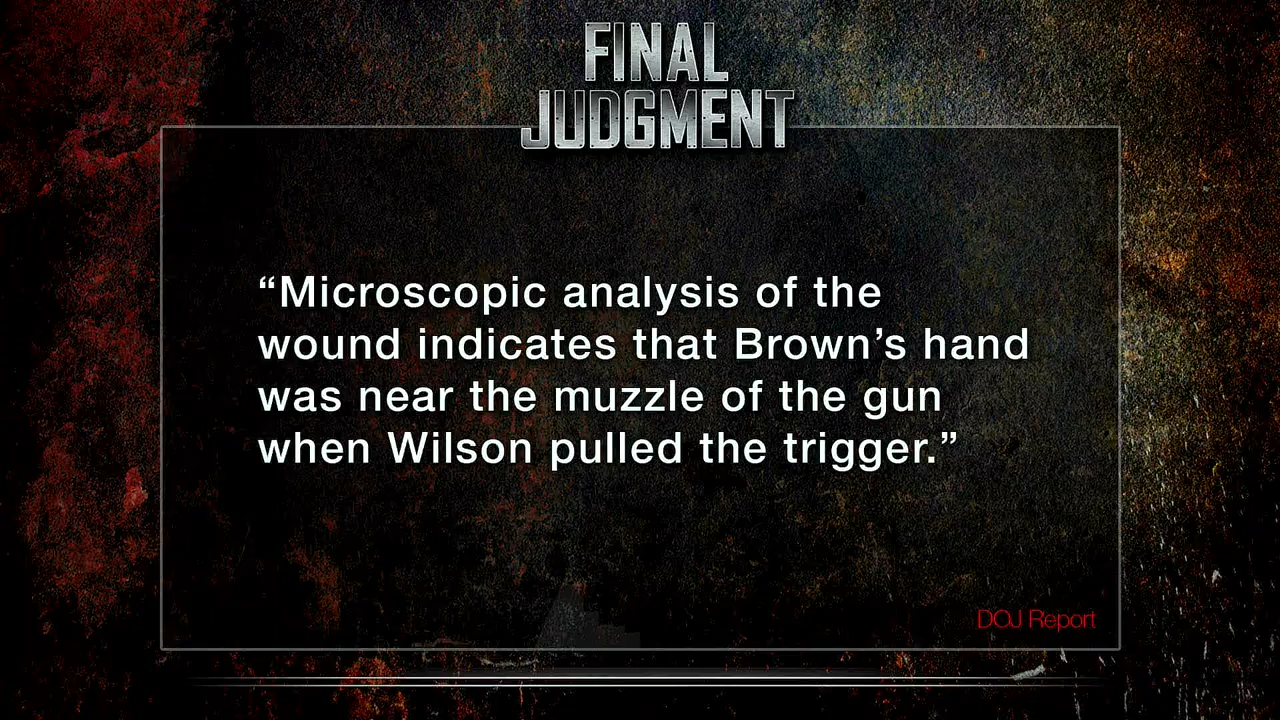 FINAL
JUDGMENT
“Microscopic analysis of the
wound indicates that Brown’s hand
was near the muzzle of the gun
when Wilson pulled the trigger.”
DOJ Report